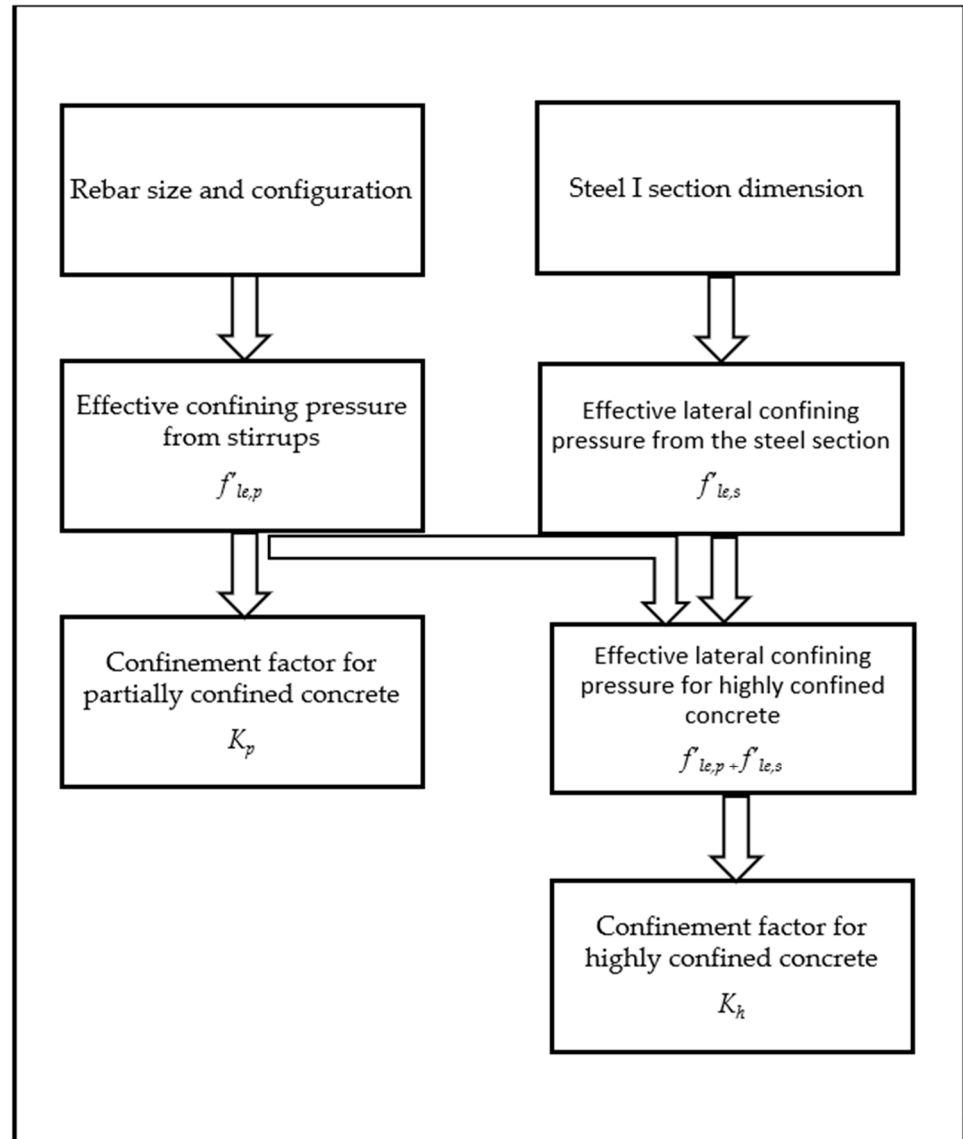 Rebar size and configuration
Steel I section dimension
Effective confining pressure
from stirrups
f'le,p
Effective lateral confining
pressure from the steel section
f'le,s
Confinement factor for
partially confined concrete
Kp
Effective lateral confining
pressure for highly confined
concrete
f'le,p + f'le,s
Confinement factor for
highly confined concrete
Kh